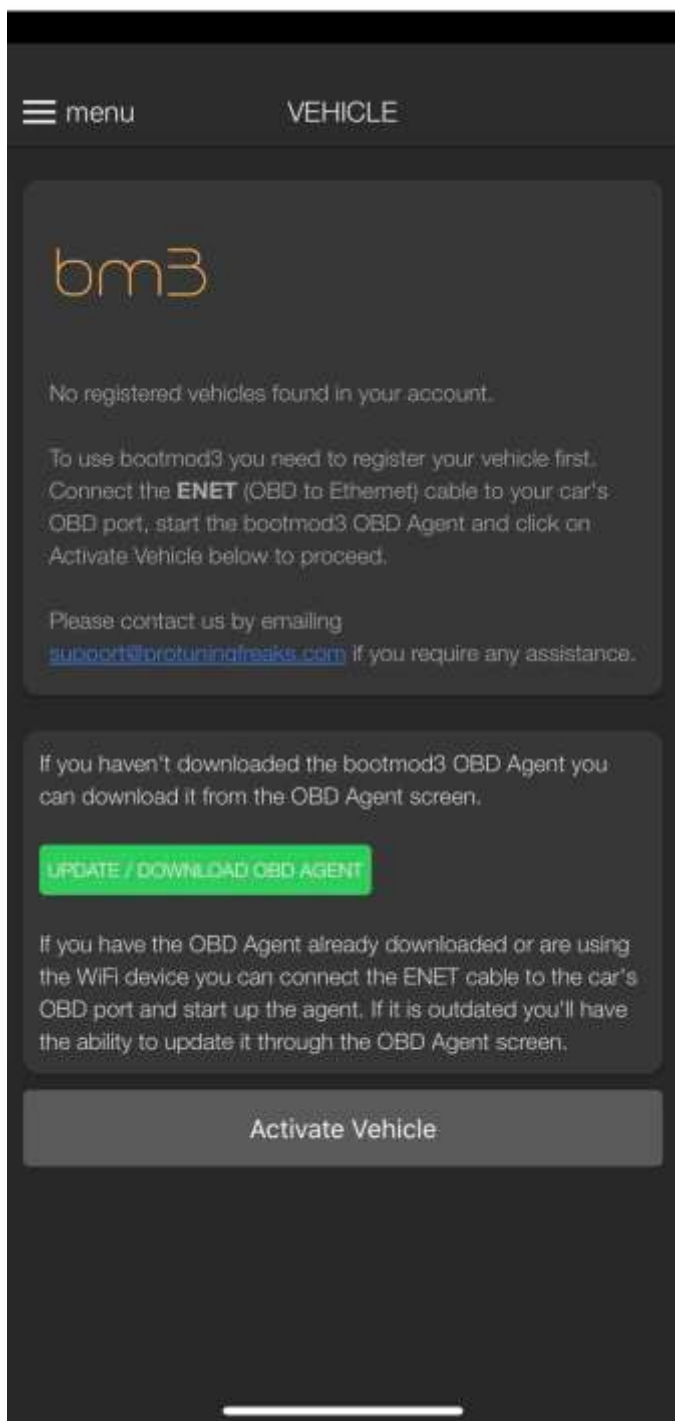 menu
VEHICLE
bm3
No registered vehicles found in your account.
To use bootmod3 you need to register your vehicle first.
Connect the ENET (OBD to Ethernet) cable to your car's
OBD port, start the bootmod3 OBD Agent and click on
Activate Vehicle below to proceed.
Please contact us by emailing
support@protuningfreaks.com if you require any assistance.
If you haven't downloaded the bootmod3 OBD Agent you
can download it from the OBD Agent screen.
UPDATE / DOWNLOAD OBD AGENT
If you have the OBD Agent already downloaded or are using
the WiFi device you can connect the ENET cable to the car's
OBD port and start up the agent. If it is outdated you'll have
the ability to update it through the OBD Agent screen.
Activate Vehicle